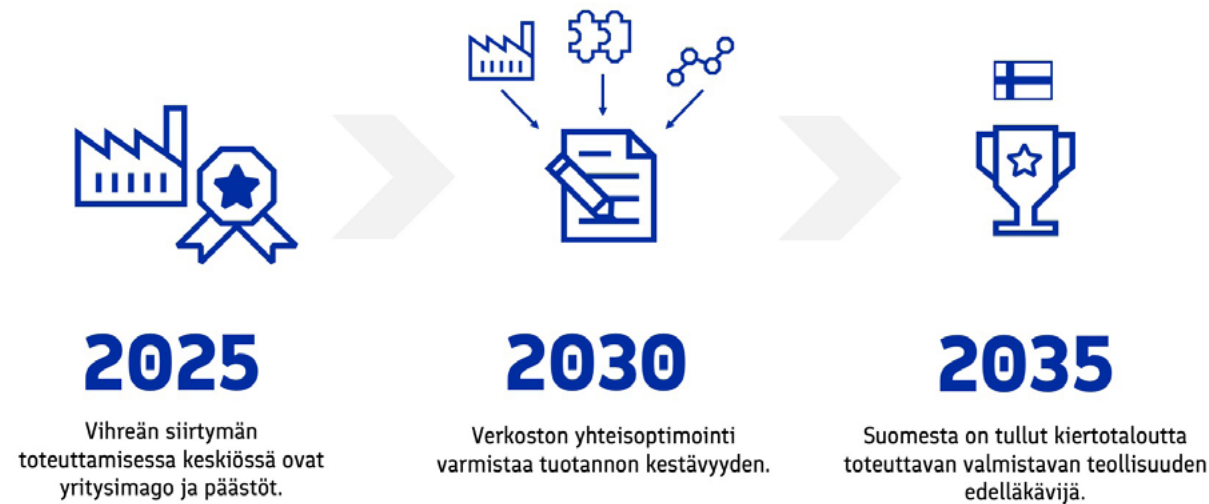 2025
Vihreän siirtymän
toteuttamisessa keskiössä ovat
yritysimago ja päästöt.
2030
Verkoston yhteisoptimointi
varmistaa tuotannon kestävyyden.
2035
Suomesta on tullut kiertotaloutta
toteuttavan valmistavan teollisuuden
edelläkävijä.